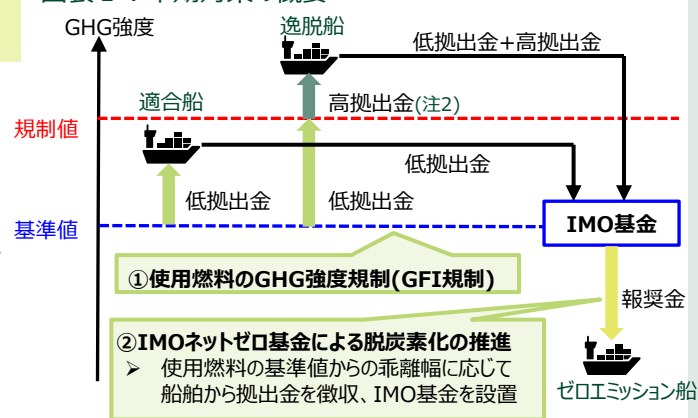 GHG強度
逸脱船
低拠出金+高拠出金
適合船
高拠出金(注2)
規制値
低拠出金
低拠出金
低拠出金
基準値
IMO基金
①使用燃料のGHG強度規制(GFI規制)
報奨金
②IMOネットゼロ基金による脱炭素化の推進
➢ 使用燃料の基準値からの乖離幅に応じて
船舶から拠出金を徴収、IMO基金を設置
ゼロエミッション船